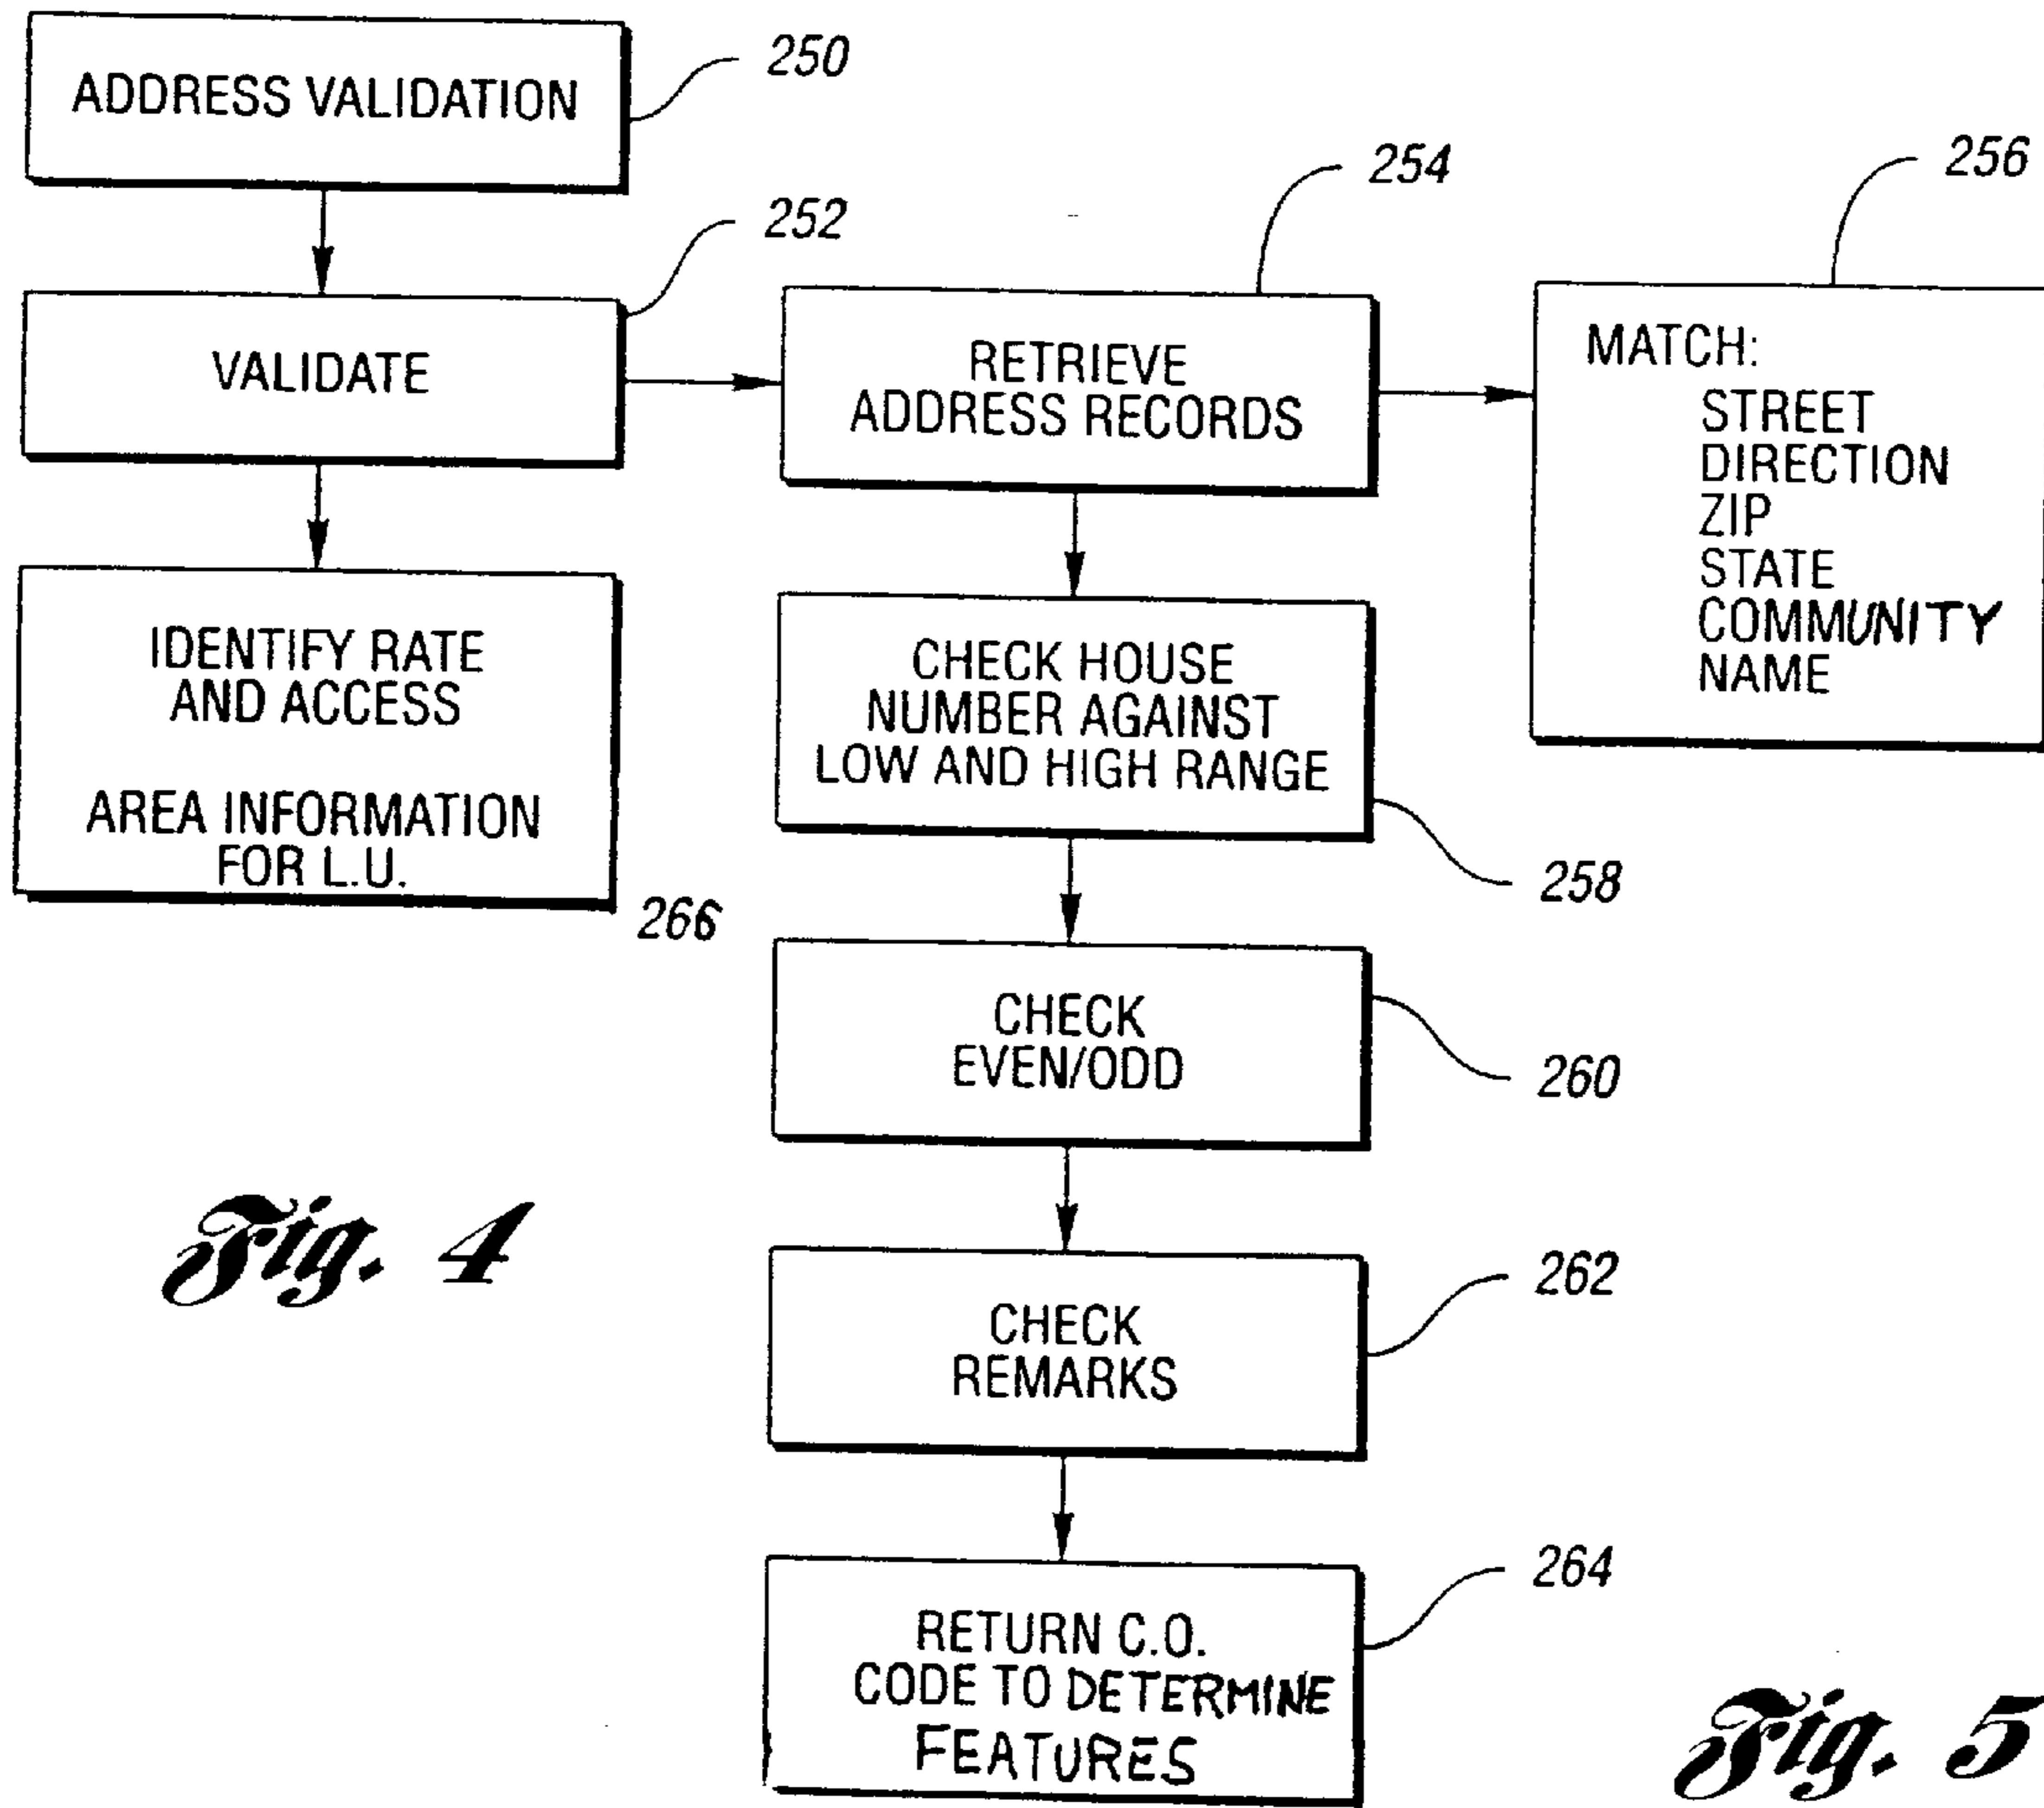 ADDRESS VALIDATION
250
VALIDATE
252
RETRIEVE
ADDRESS RECORDS
254
MATCH:
STREET
DIRECTION
ZIP
STATE
COMMUNITY
NAME
256
IDENTIFY RATE
AND ACCESS
AREA INFORMATION
FOR L.U.
266
CHECK HOUSE
NUMBER AGAINST
LOW AND HIGH RANGE
258
CHECK
EVEN/ODD
260
CHECK
REMARKS
262
RETURN C.O.
CODE TO DETERMINE
FEATURES
264
Fig. 4
Fig. 5